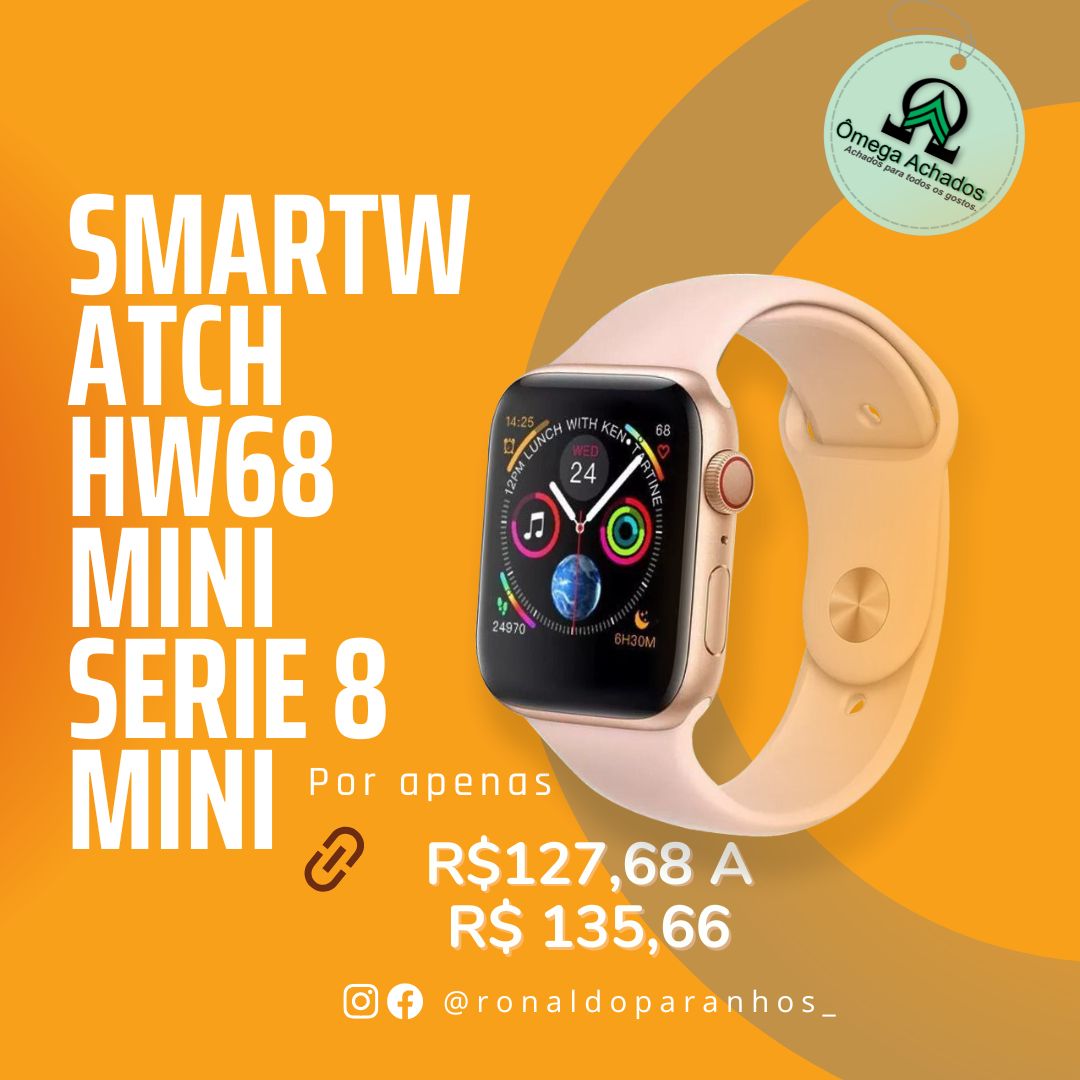 Ômega Achados
Achados para todos os gostos.
SMARTW
ATCH
HW68
MINI
SERIE 8
MINI
14:25
68
12PM LUNCH WITH KEN•TARTINE
WED
24
24970
6H30M
Por apenas
R$127,68 A
R$ 135,66
@ronaldoparanhos_